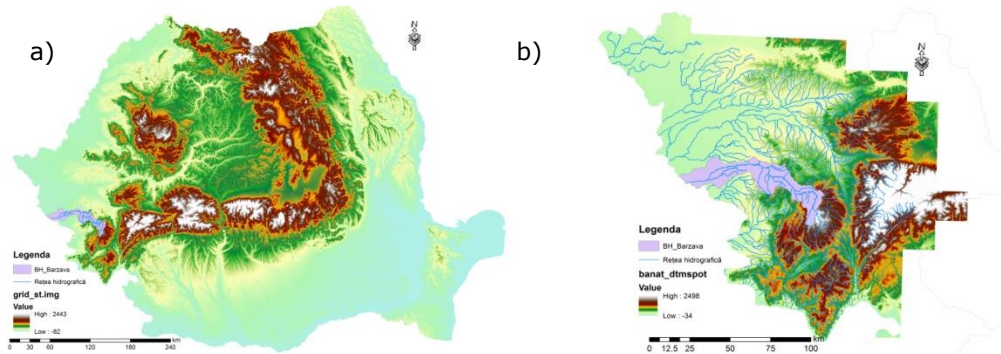 a)
N
Legenda
BH_Barzava
Rețea hidrografică
grid_st.img
Value
High : 2443
Low : -82
km
0 30 60 120 180 240
b)
N
Legenda
BH_Barzava
Rețea hidrografică
banat_dtmspot
Value
High : 2498
Low : -34
km
0 12.5 25 50 75 100